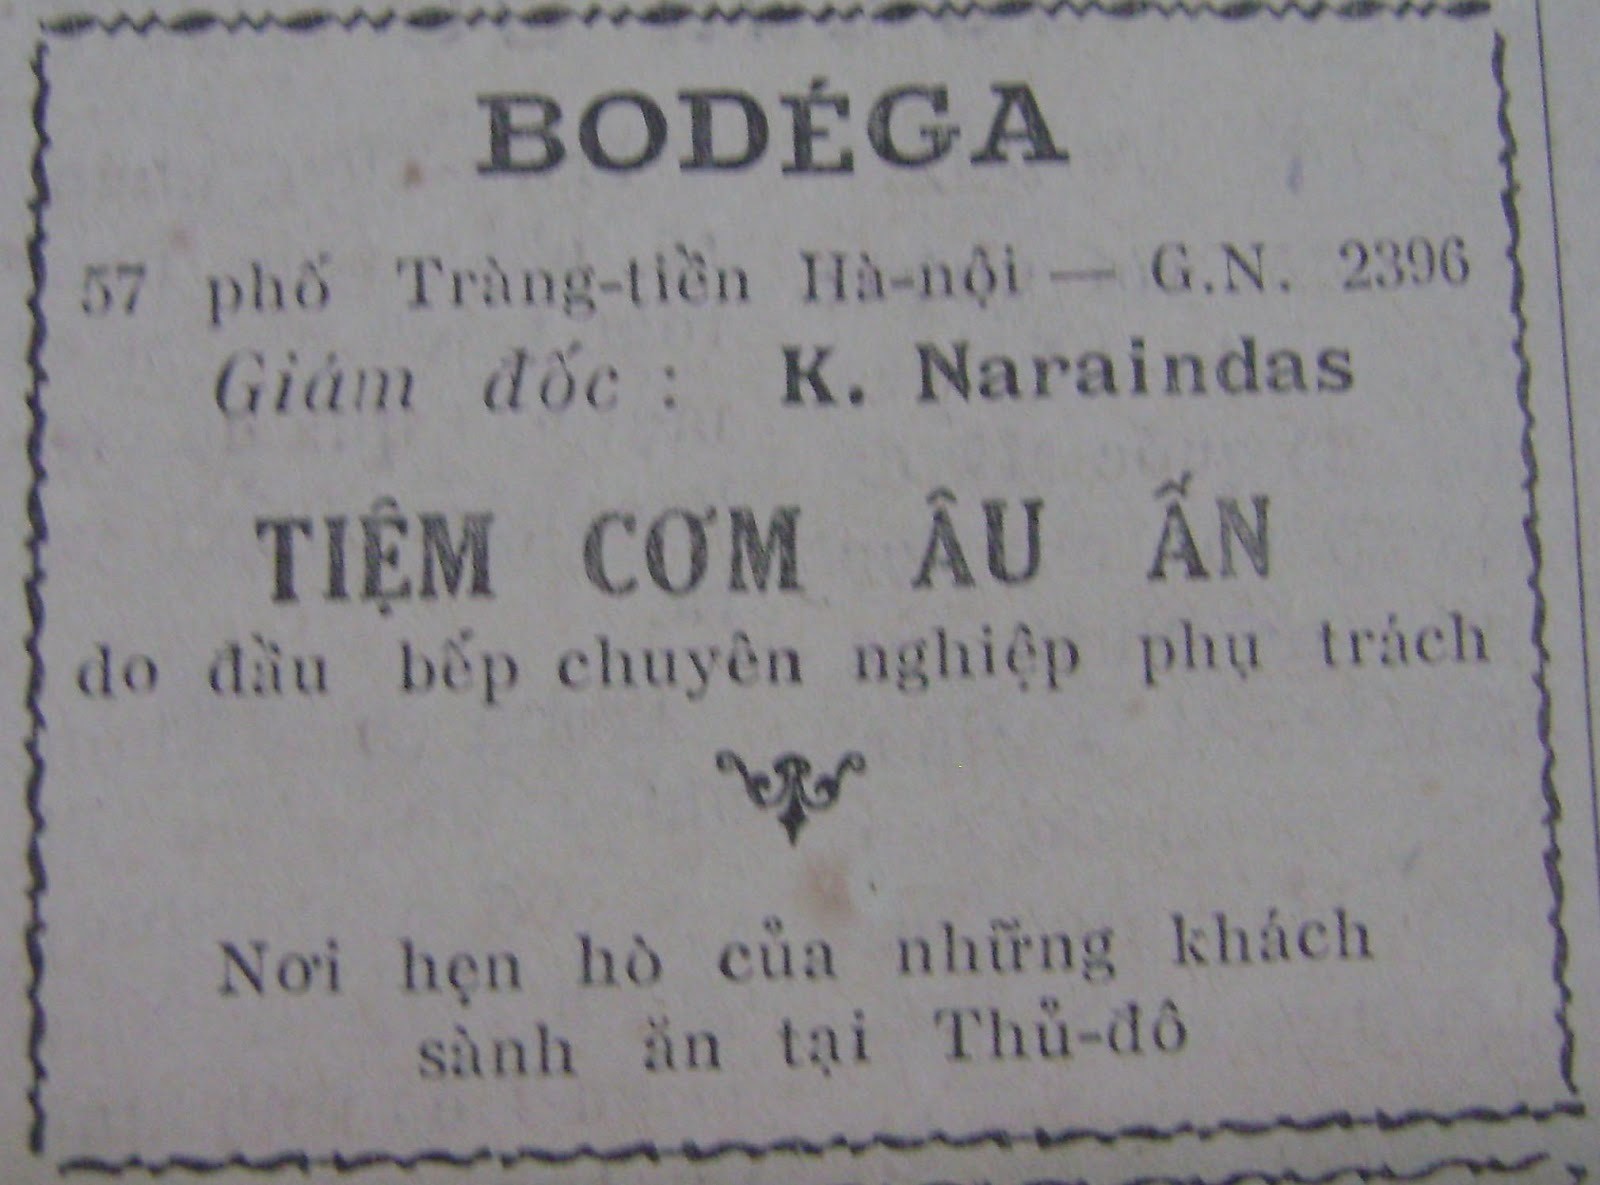 BODÉGA
57 phố Tràng-tiền Hà-nội — G.N. 2396
Giám đốc : K. Naraindas
TIỆM CƠM ÂU ẤN
do đầu bếp chuyên nghiệp phụ trách
Nơi hẹn hò của những khách
sành ăn tại Thủ-đô